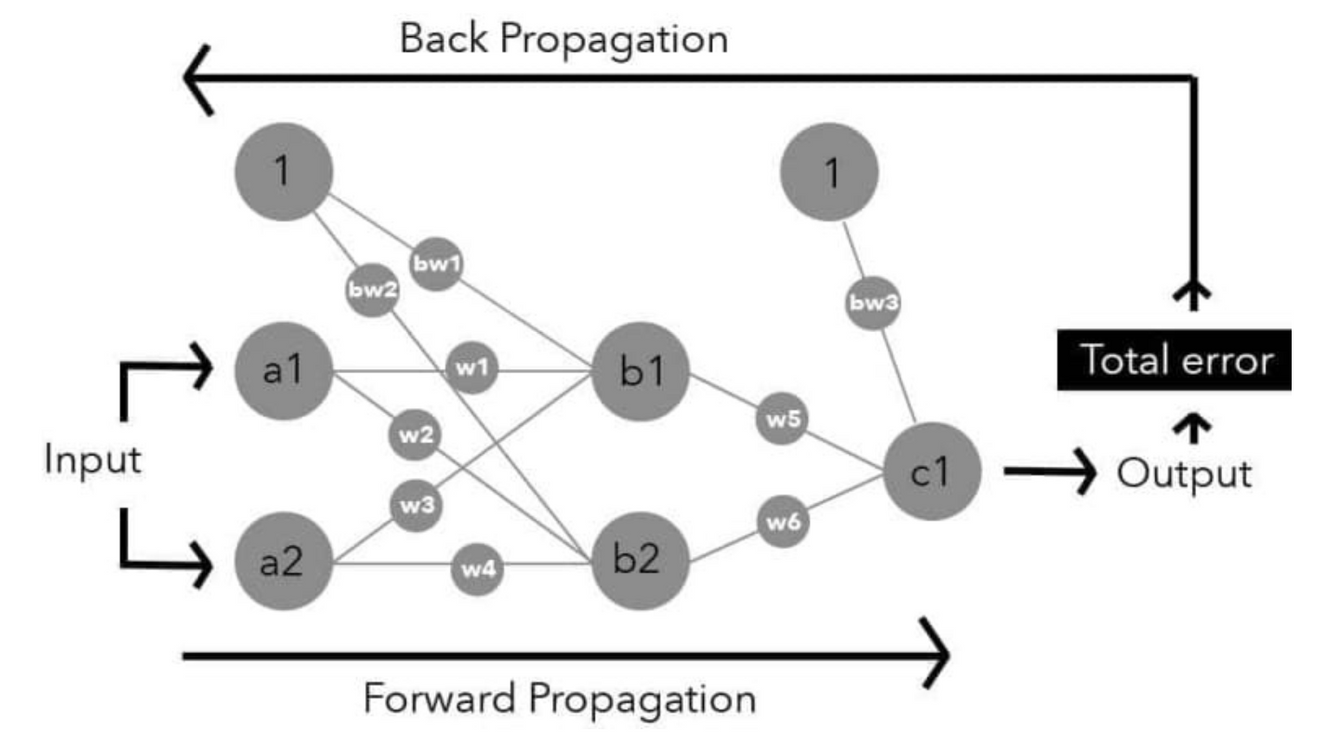 Back Propagation
1
1
bw1
bw2
bw3
a1
w1
b1
w5
Total error
w2
Input
c1
Output
w3
w6
a2
w4
b2
Forward Propagation